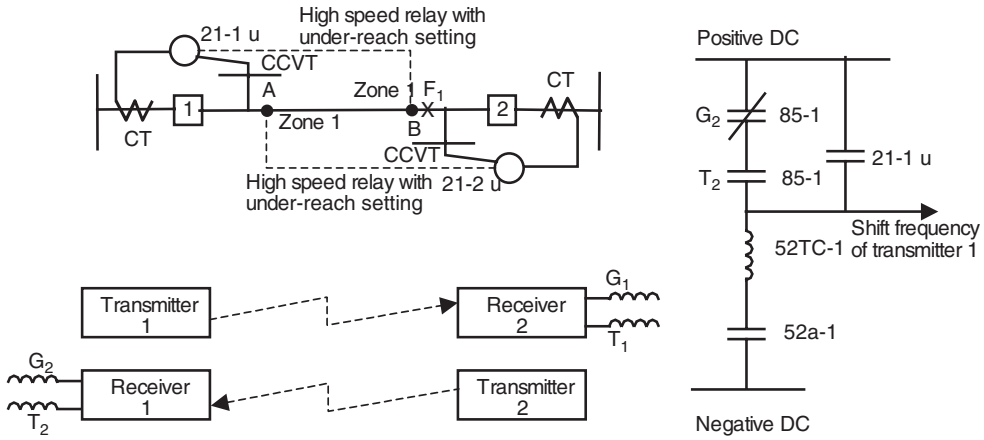 High speed relay with
under-reach setting
21-1 u
CCVT
A
Zone 1
F1
CT
1
2
CT
Zone 1
B
CCVT
High speed relay with
under-reach setting
21-2 u
Transmitter
1
Receiver
2
G1
T1
G2
T2
Receiver
1
Transmitter
2
Positive DC
G2
85-1
21-1 u
T2
85-1
Shift frequency
of transmitter 1
52TC-1
52a-1
Negative DC